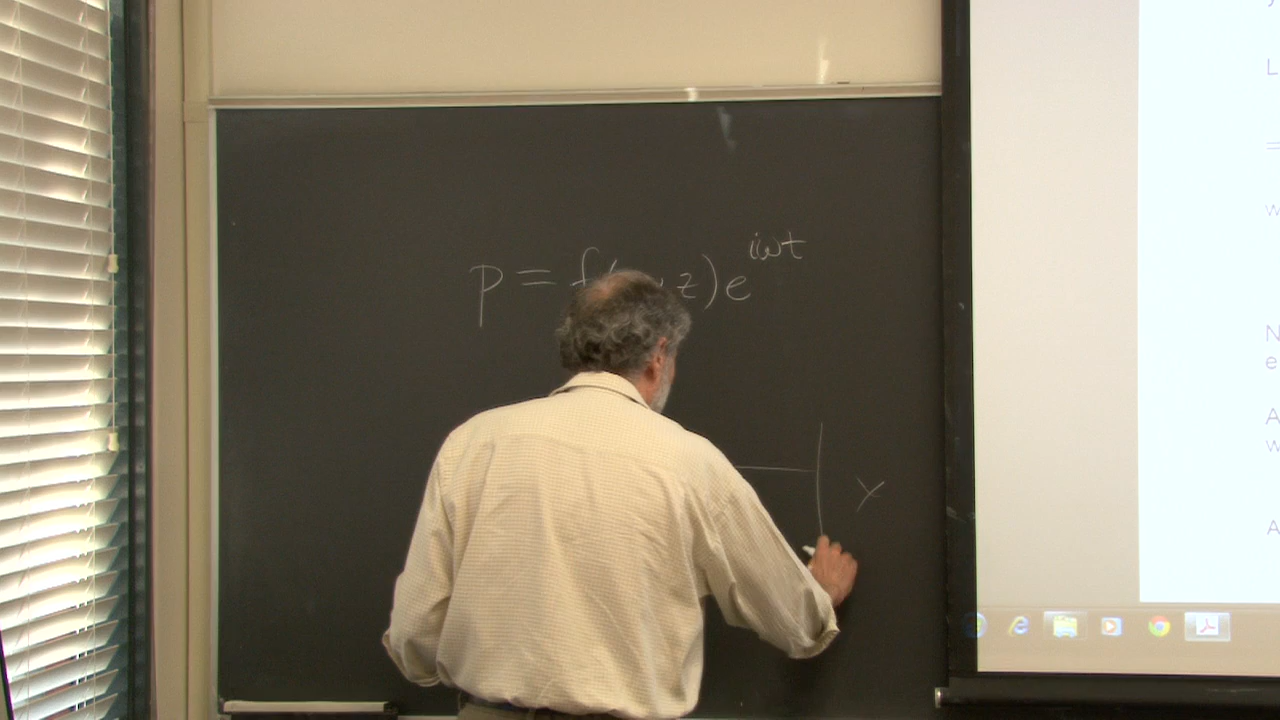 p = f( , z) e^{iωt}
y
L
=
w
N
e
A
w
A